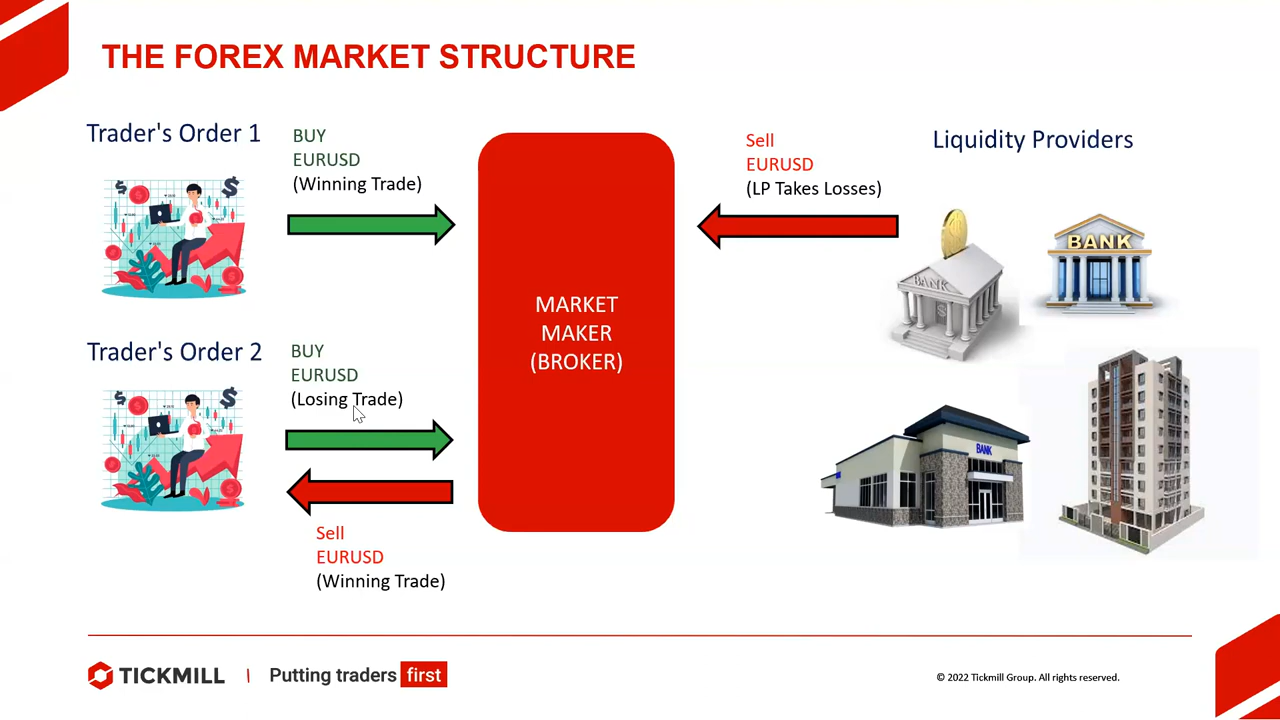 THE FOREX MARKET STRUCTURE
Trader's Order 1
BUY
EURUSD
(Winning Trade)
Sell
EURUSD
(LP Takes Losses)
Liquidity Providers
BANK
BANK
MARKET
MAKER
(BROKER)
Trader's Order 2
BUY
EURUSD
(Losing Trade)
BANK
Sell
EURUSD
(Winning Trade)
TICKMILL
Putting traders first
© 2022 Tickmill Group. All rights reserved.